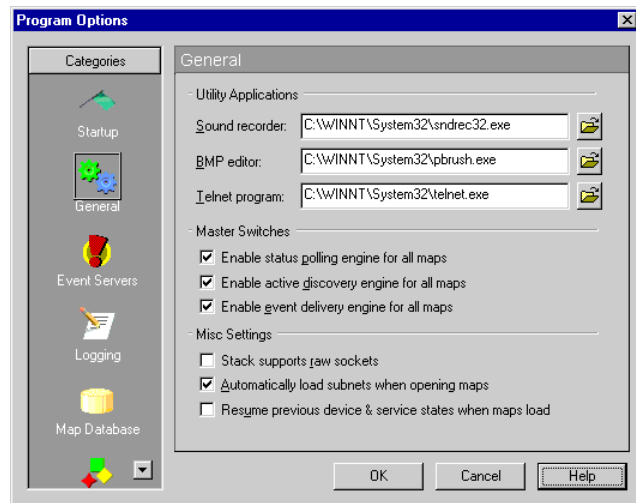 Program Options
Categories
Startup
General
Event Servers
Logging
Map Database
General
Utility Applications
Sound recorder: C:\WINNT\System32\sndrec32.exe
BMP editor: C:\WINNT\System32\pbrush.exe
Telnet program: C:\WINNT\System32\telnet.exe
Master Switches
Enable status polling engine for all maps
Enable active discovery engine for all maps
Enable event delivery engine for all maps
Misc Settings
Stack supports raw sockets
Automatically load subnets when opening maps
Resume previous device & service states when maps load
OK Cancel Help